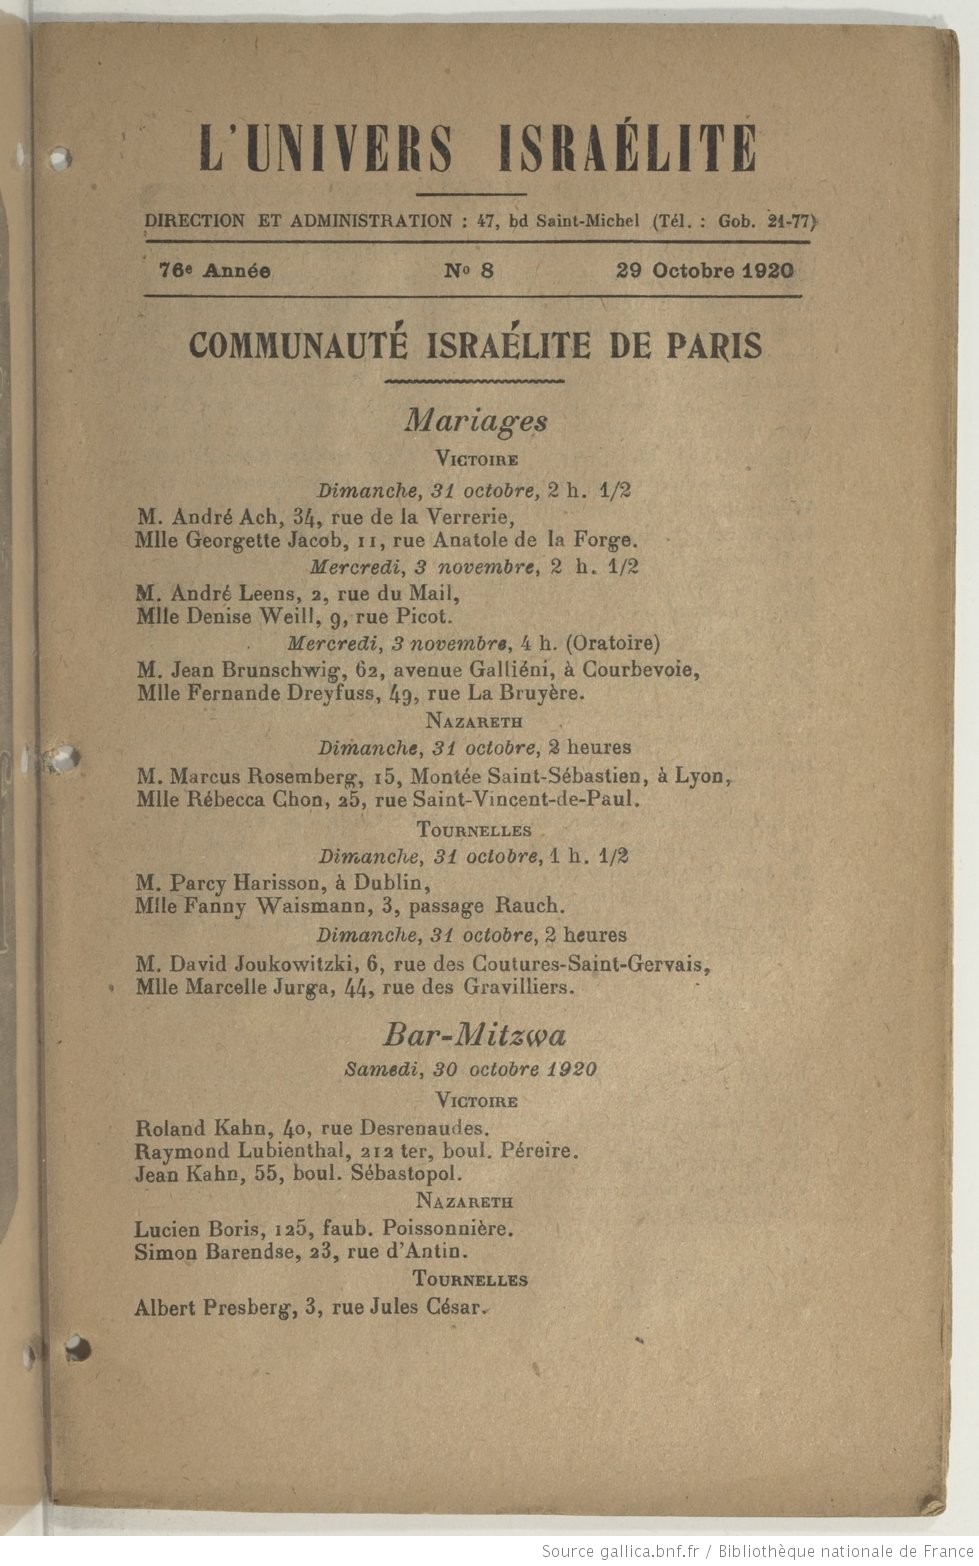 L'UNIVERS ISRAÉLITE
DIRECTION ET ADMINISTRATION : 47, bd Saint-Michel (Tél. : Gob. 21-77)
76e Année No 8 29 Octobre 1920
COMMUNAUTÉ ISRAÉLITE DE PARIS
Mariages
VICTOIRE
Dimanche, 31 octobre, 2 h. 1/2
M. André Ach, 34, rue de la Verrerie,
Mlle Georgette Jacob, 11, rue Anatole de la Forge.
Mercredi, 3 novembre, 2 h. 1/2
M. André Leens, 2, rue du Mail,
Mlle Denise Weill, 9, rue Picot.
Mercredi, 3 novembre, 4 h. (Oratoire)
M. Jean Brunschwig, 62, avenue Galliéni, à Courbevoie,
Mlle Fernande Dreyfuss, 49, rue La Bruyère.
NAZARETH
Dimanche, 31 octobre, 2 heures
M. Marcus Rosemberg, 15, Montée Saint-Sébastien, à Lyon,
Mlle Rébecca Chon, 25, rue Saint-Vincent-de-Paul.
TOURNELLES
Dimanche, 31 octobre, 1 h. 1/2
M. Parcy Harisson, à Dublin,
Mlle Fanny Waismann, 3, passage Rauch.
Dimanche, 31 octobre, 2 heures
M. David Joukowitzki, 6, rue des Coutures-Saint-Gervais,
Mlle Marcelle Jurga, 44, rue des Gravilliers.
Bar-Mitzwa
Samedi, 30 octobre 1920
VICTOIRE
Roland Kahn, 40, rue Desrenaudes.
Raymond Lubienthal, 212 ter, boul. Péreire.
Jean Kahn, 55, boul. Sébastopol.
NAZARETH
Lucien Boris, 125, faub. Poissonnière.
Simon Barendse, 23, rue d'Antin.
TOURNELLES
Albert Presberg, 3, rue Jules César.
Source gallica.bnf.fr / Bibliothèque nationale de France